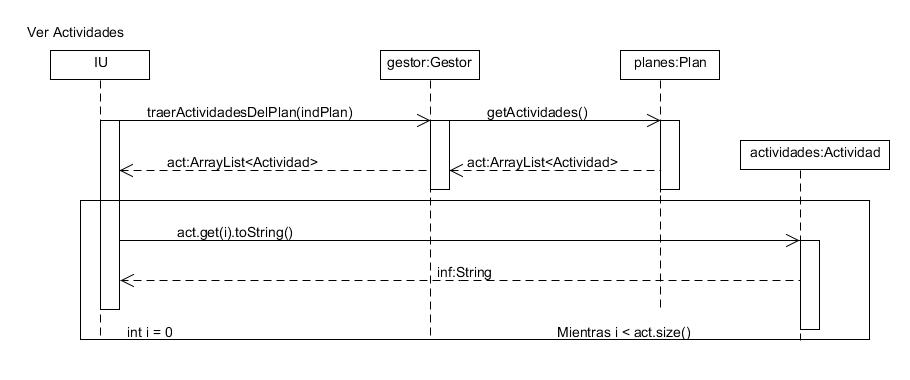 Ver Actividades
IU
gestor:Gestor
planes:Plan
traerActividadesDelPlan(indPlan)
getActividades()
act:ArrayList<Actividad>
act:ArrayList<Actividad>
actividades:Actividad
act.get(i).toString()
inf:String
int i = 0
Mientras i < act.size()